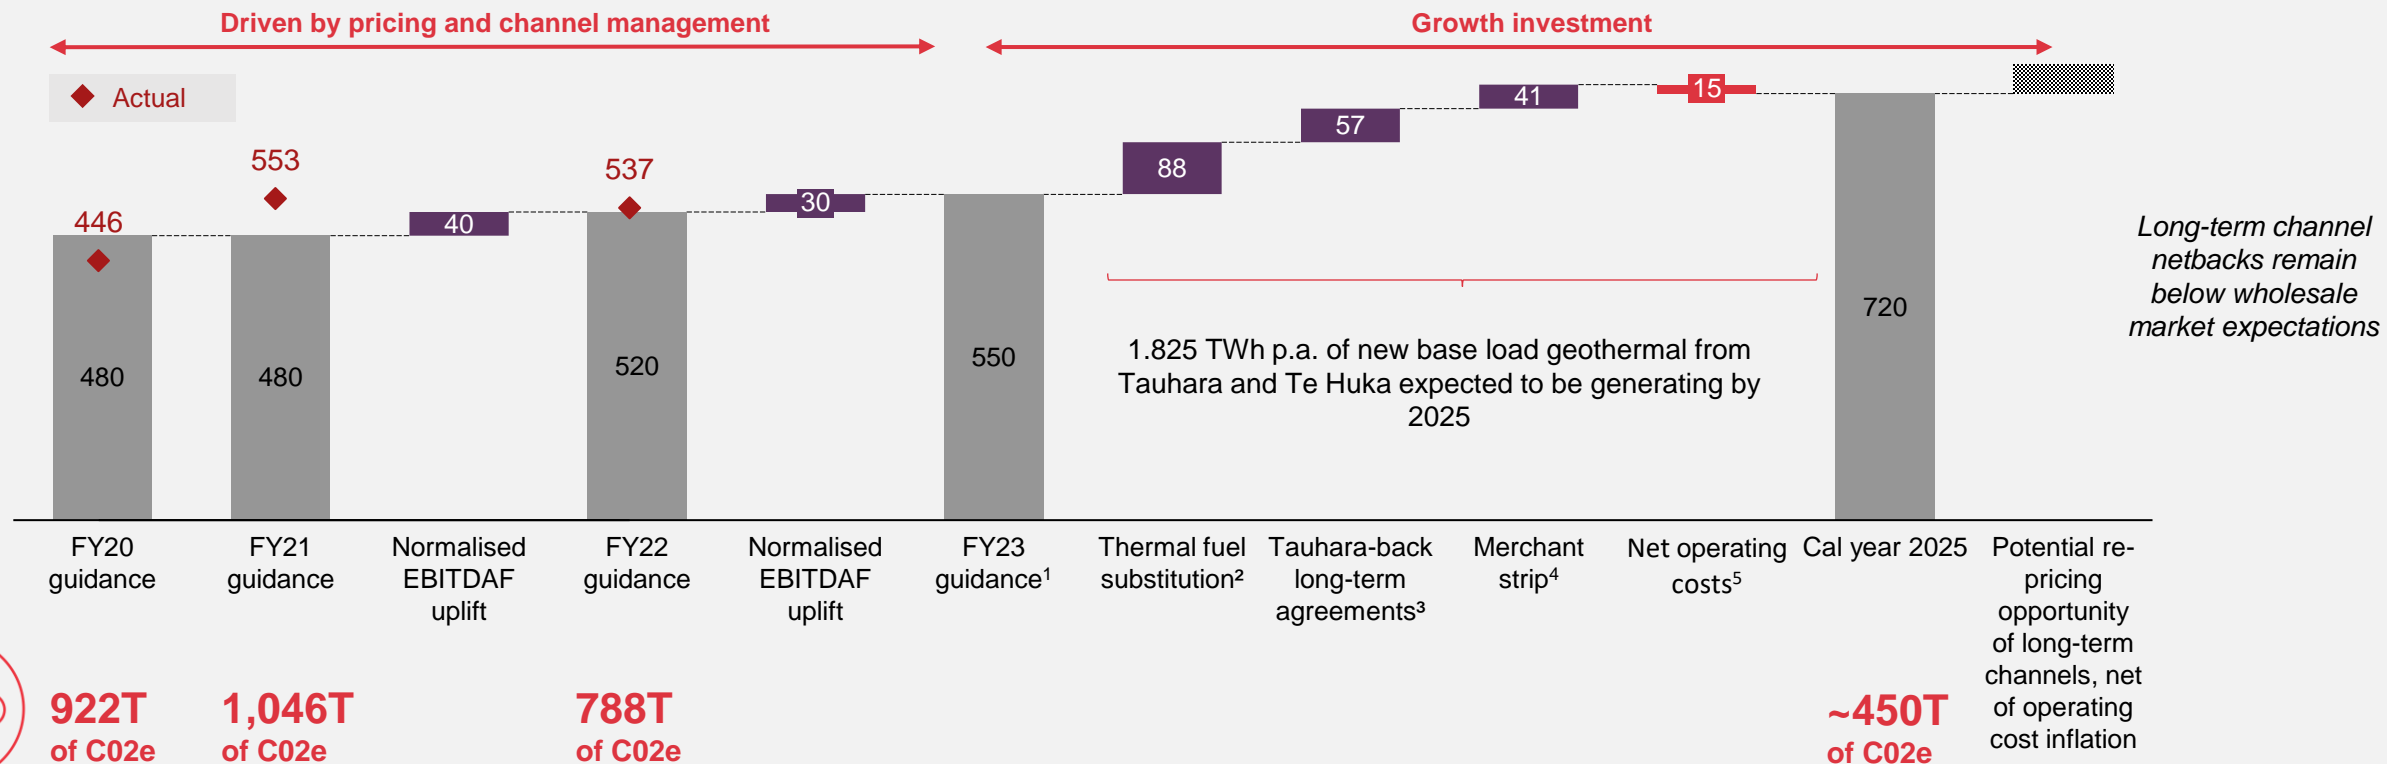 Driven by pricing and channel management
Growth investment
Actual
446
553
537
40
30
88
57
41
15
480
480
520
550
720
1.825 TWh p.a. of new base load geothermal from
Tauhara and Te Huka expected to be generating by
2025
Long-term channel
netbacks remain
below wholesale
market expectations
FY20
guidance
FY21
guidance
Normalised
EBITDAF
uplift
FY22
guidance
Normalised
EBITDAF
uplift
FY23
guidance¹
Thermal fuel
substitution²
Tauhara-back
long-term
agreements³
Merchant
strip⁴
Net operating
costs⁵
Cal year 2025
Potential re-
pricing
opportunity
of long-term
channels, net
of operating
cost inflation
922T
of C02e
1,046T
of C02e
788T
of C02e
~450T
of C02e